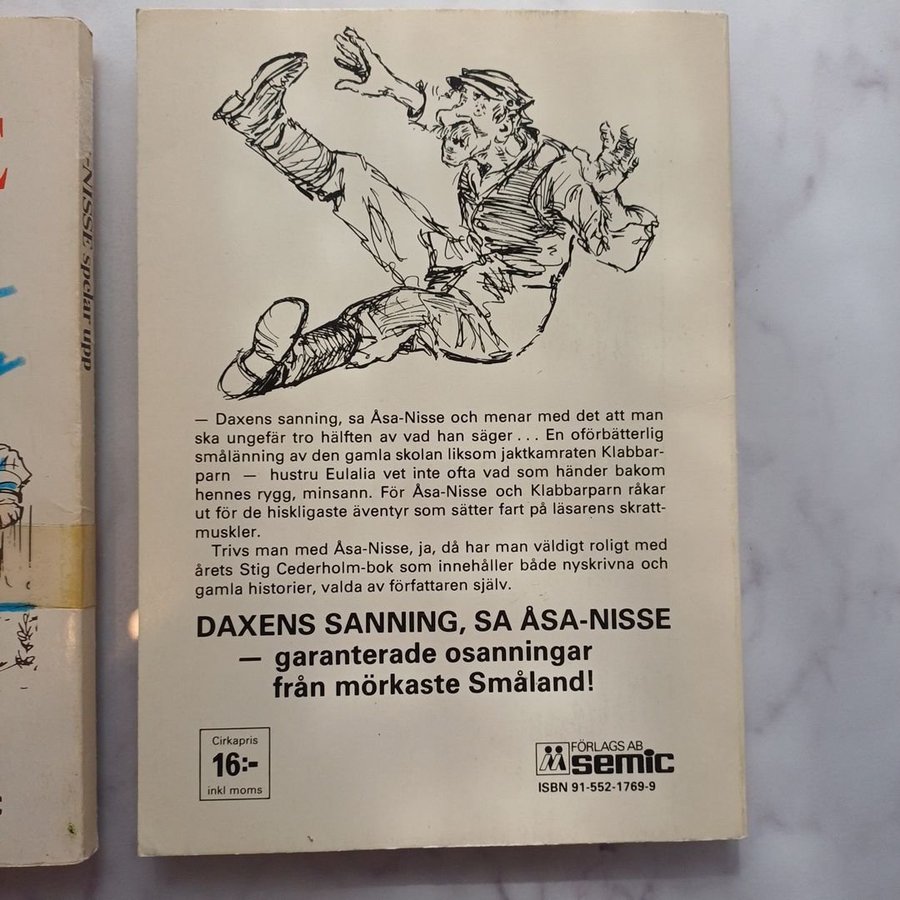 -NISSE spelar upp
— Daxens sanning, sa Åsa-Nisse och menar med det att man
ska ungefär tro hälften av vad han säger... En oförbätterlig
smålänning av den gamla skolan liksom jaktkamraten Klabbar-
parn — hustru Eulalia vet inte ofta vad som händer bakom
hennes rygg, minsann. För Åsa-Nisse och Klabbarparn råkar
ut för de hiskligaste äventyr som sätter fart på läsarens skratt-
muskler.
Trivs man med Åsa-Nisse, ja, då har man väldigt roligt med
årets Stig Cederholm-bok som innehåller både nyskrivna och
gamla historier, valda av författaren själv.
DAXENS SANNING, SA ÅSA-NISSE
— garanterade osanningar
från mörkaste Småland!
Cirkapris
16:-
inkl moms
FÖRLAGS AB
semic
ISBN 91-552-1769-9